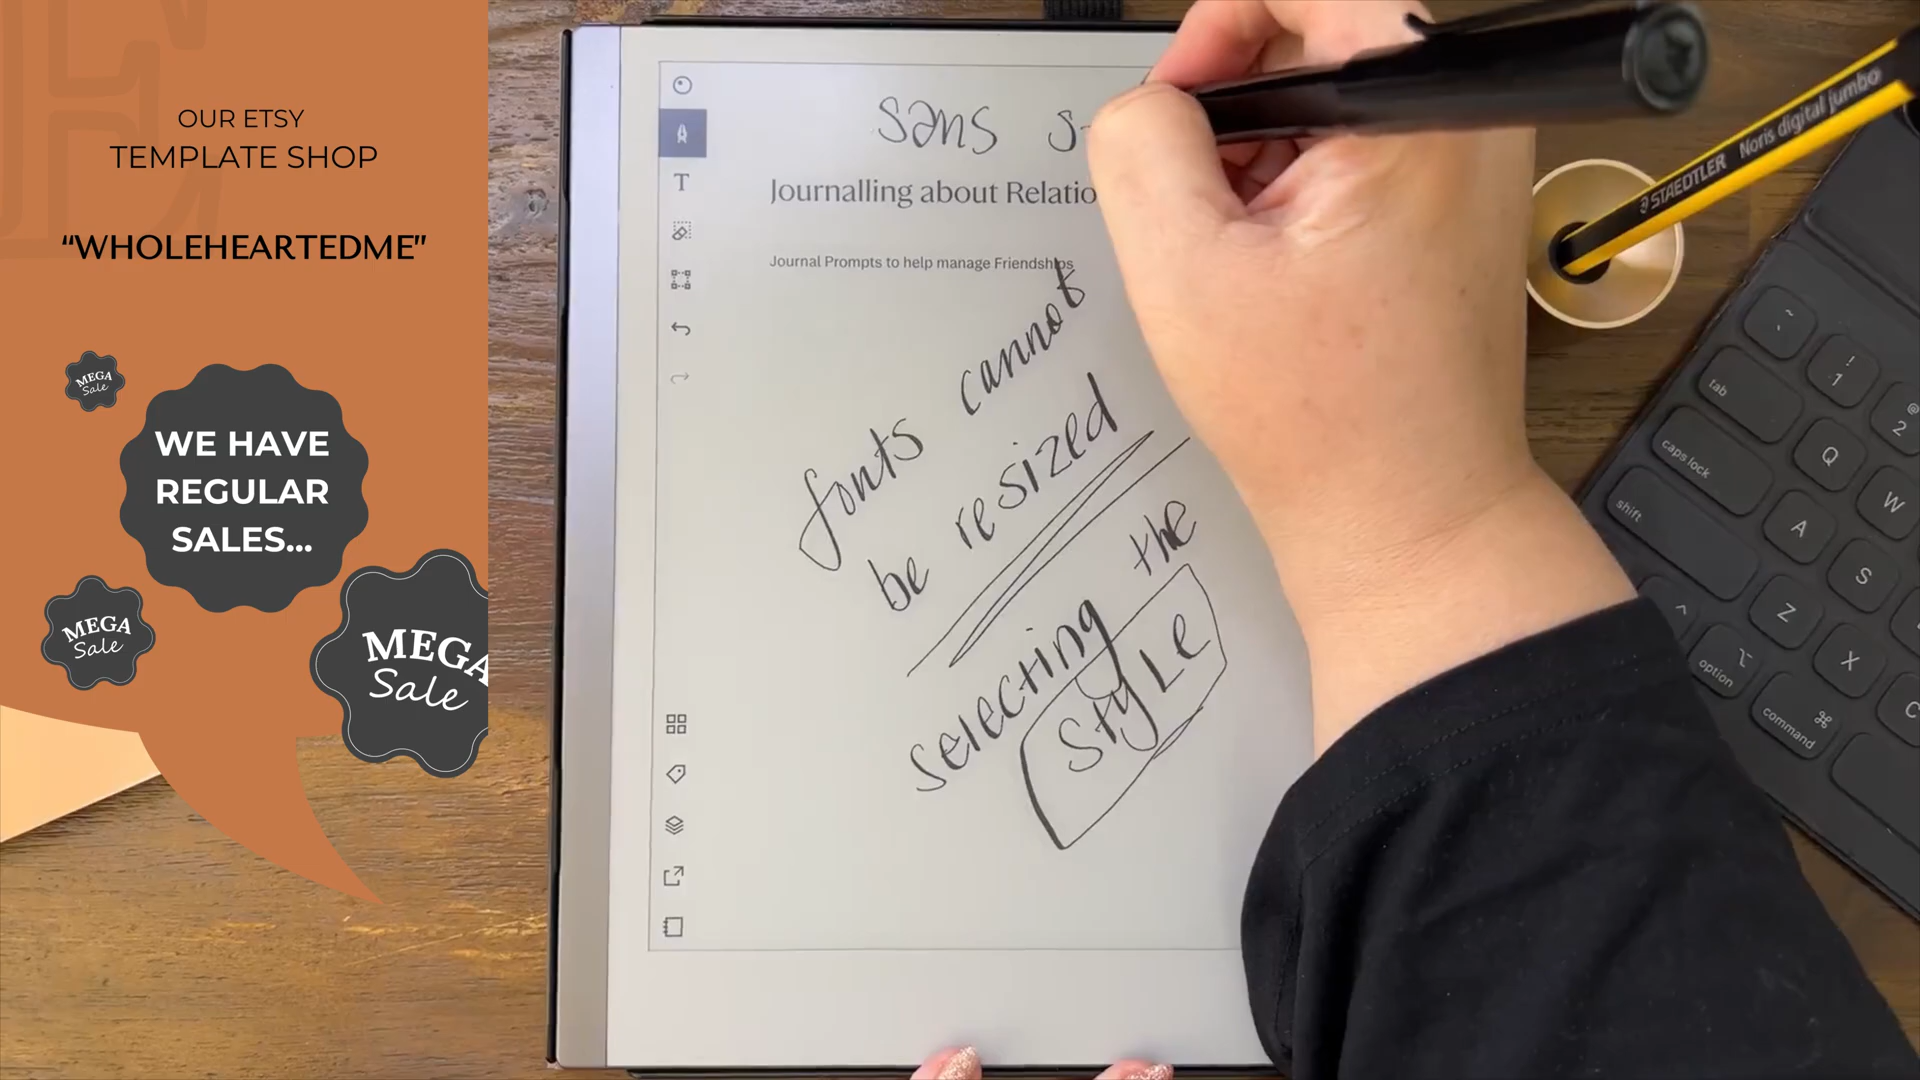 OUR ETSY
TEMPLATE SHOP
“WHOLEHEARTEDME”
MEGA
Sale
WE HAVE
REGULAR
SALES...
MEGA
Sale
MEGA
Sale
T
sans s
Journalling about Relatio
Journal Prompts to help manage Friendships
fonts cannot
be resized
selecting the
style
STAEDTLER Noris digital jumbo
~
`
!
1
@
2
tab
Q
W
caps lock
A
S
shift
Z
X
C
^
⌥
option
⌘
command